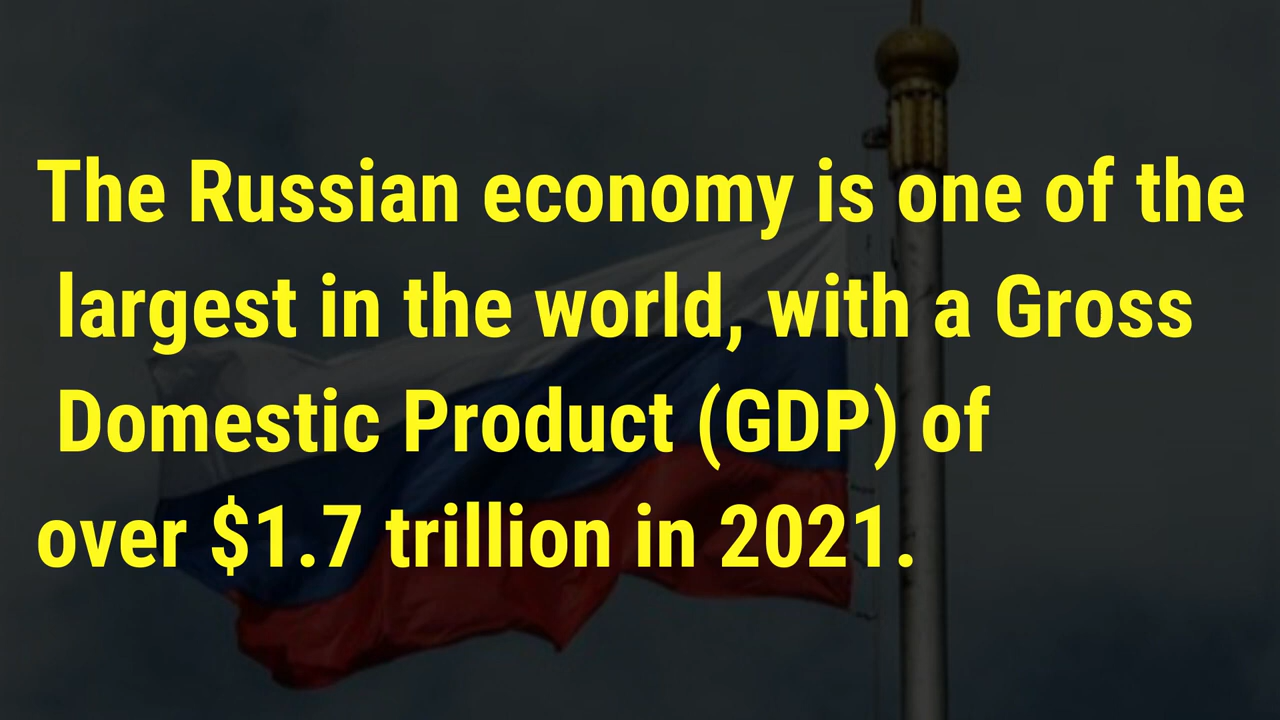 The Russian economy is one of the
largest in the world, with a Gross
Domestic Product (GDP) of
over $1.7 trillion in 2021.